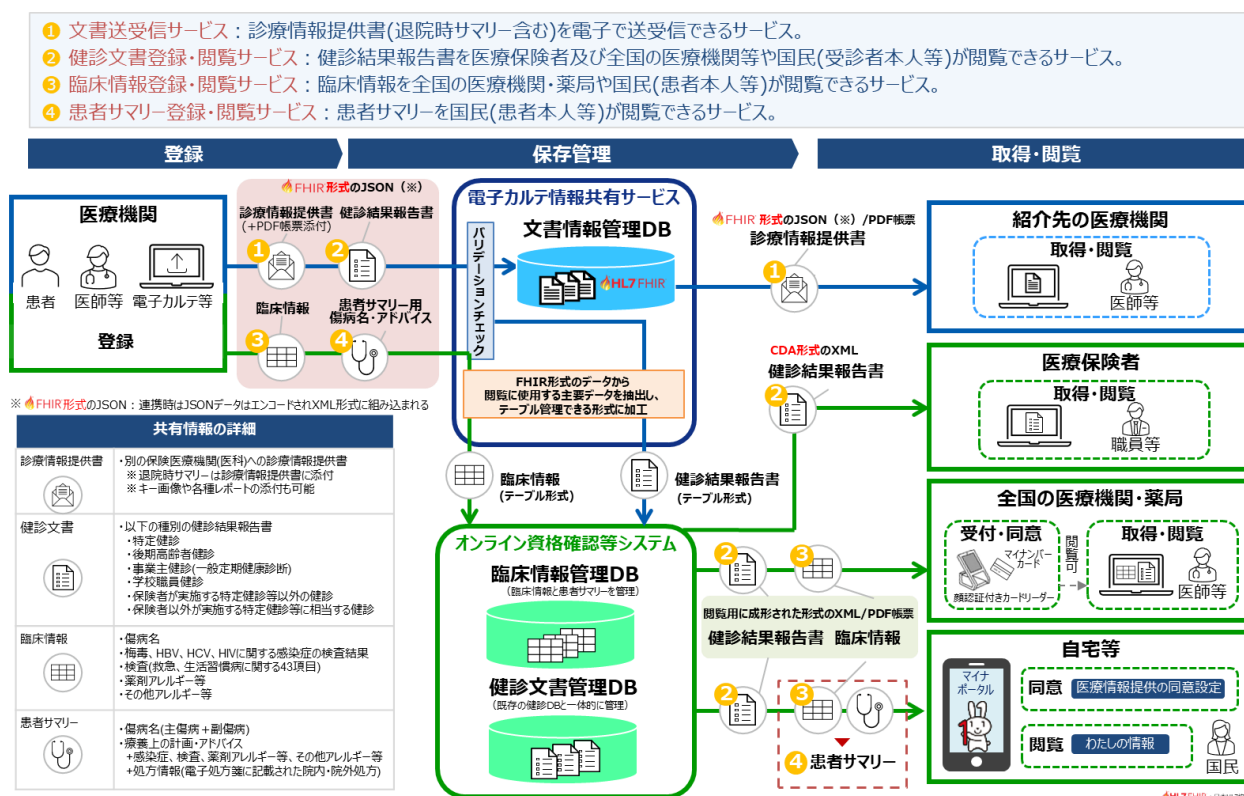 1 文書送受信サービス：診療情報提供書(退院時サマリー含む)を電子で送受信できるサービス。
2 健診文書登録・閲覧サービス：健診結果報告書を医療保険者及び全国の医療機関等や国民(受診者本人等)が閲覧できるサービス。
3 臨床情報登録・閲覧サービス：臨床情報を全国の医療機関・薬局や国民(患者本人等)が閲覧できるサービス。
4 患者サマリー登録・閲覧サービス：患者サマリーを国民(患者本人等)が閲覧できるサービス。
登録
保存管理
取得・閲覧
医療機関
患者
医師等
電子カルテ等
登録
FHIR形式のJSON（※）
診療情報提供書
(+PDF帳票添付)
健診結果報告書
1
2
臨床情報
患者サマリー用
傷病名・アドバイス
3
4
※ FHIR形式のJSON：連携時はJSONデータはエンコードされXML形式に組み込まれる
共有情報の詳細
診療情報提供書
・別の保険医療機関(医科)への診療情報提供書
※退院時サマリーは診療情報提供書に添付
※キー画像や各種レポートの添付も可能
健診文書
・以下の種別の健診結果報告書
・特定健診
・後期高齢者健診
・事業主健診(一般定期健康診断)
・学校職員健診
・保険者が実施する特定健診等以外の健診
・保険者以外が実施する特定健診等に相当する健診
臨床情報
・傷病名
・梅毒、HBV、HCV、HIVに関する感染症の検査結果
・検査(救急、生活習慣病に関する43項目)
・薬剤アレルギー等
・その他アレルギー等
患者サマリー
・傷病名(主傷病＋副傷病)
・療養上の計画・アドバイス
+感染症、検査、薬剤アレルギー等、その他アレルギー等
+処方情報(電子処方箋に記載された院内・院外処方)
電子カルテ情報共有サービス
バリデーションチェック
文書情報管理DB
HL7 FHIR
FHIR形式のデータから
閲覧に使用する主要データを抽出し、
テーブル管理できる形式に加工
臨床情報
(テーブル形式)
健診結果報告書
(テーブル形式)
オンライン資格確認等システム
臨床情報管理DB
(臨床情報と患者サマリーを管理)
健診文書管理DB
(既存の健診DBと一体的に管理)
FHIR 形式のJSON（※）/PDF帳票
診療情報提供書
1
CDA形式のXML
健診結果報告書
2
2
3
閲覧用に成形された形式のXML/PDF帳票
健診結果報告書 臨床情報
2
3
4 患者サマリー
紹介先の医療機関
取得・閲覧
医師等
医療保険者
取得・閲覧
職員等
全国の医療機関・薬局
受付・同意
マイナンバー
カード
顔認証付きカードリーダー
閲覧可
取得・閲覧
医師等
自宅等
マイナ
ポータル
同意
医療情報提供の同意設定
閲覧
わたしの情報
国民